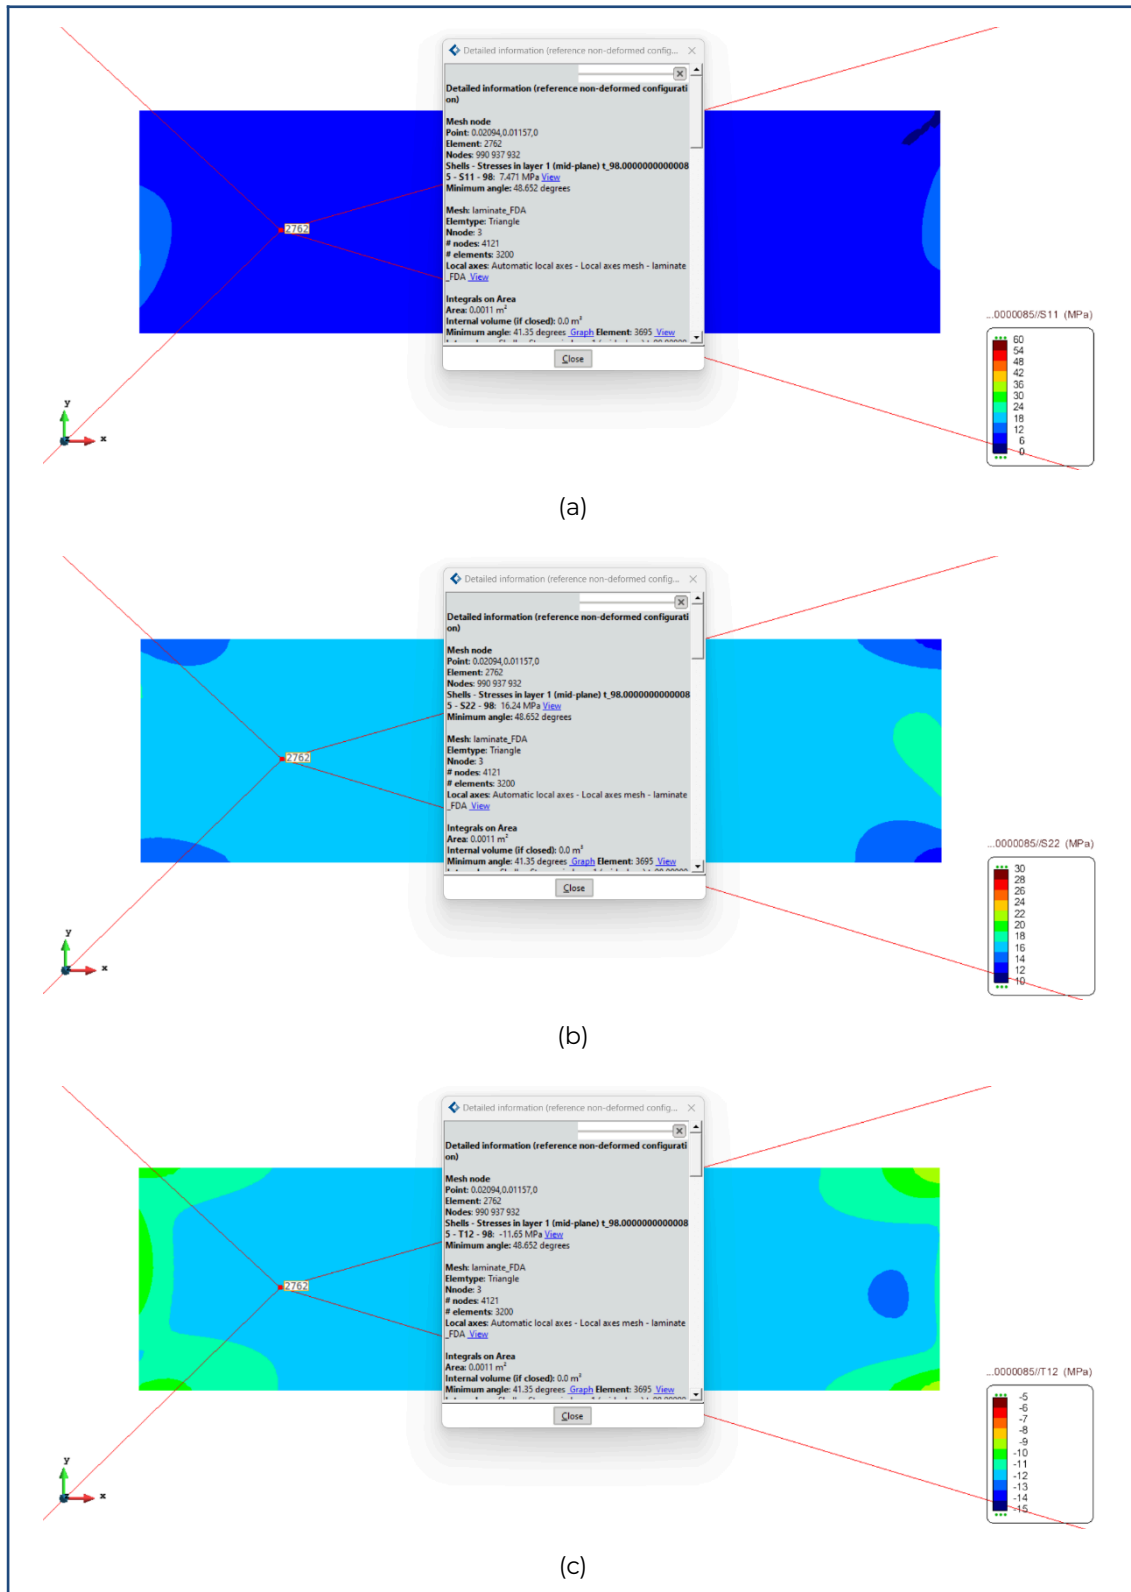 Detailed information (reference non-deformed config...
Detailed information (reference non-deformed configurati
on)
Mesh node
Point: 0.02094,0.01157,0
Element: 2762
Nodes: 990 937 932
Shells - Stresses in layer 1 (mid-plane) t_98.0000000000008
5 - S11 - 98: 7.471 MPa View
Minimum angle: 48.652 degrees
Mesh: laminate_FDA
Elemtype: Triangle
Nnode: 3
# nodes: 4121
# elements: 3200
Local axes: Automatic local axes - Local axes mesh - laminate
_FDA View
Integrals on Area
Area: 0.0011 m²
Internal volume (if closed): 0.0 m³
Minimum angle: 41.35 degrees Graph Element: 3695 View
Close
2762
y
x
...0000085//S11 (MPa)
60
54
48
42
36
30
24
18
12
6
0
(a)
Detailed information (reference non-deformed config...
Detailed information (reference non-deformed configurati
on)
Mesh node
Point: 0.02094,0.01157,0
Element: 2762
Nodes: 990 937 932
Shells - Stresses in layer 1 (mid-plane) t_98.0000000000008
5 - S22 - 98: 16.24 MPa View
Minimum angle: 48.652 degrees
Mesh: laminate_FDA
Elemtype: Triangle
Nnode: 3
# nodes: 4121
# elements: 3200
Local axes: Automatic local axes - Local axes mesh - laminate
_FDA View
Integrals on Area
Area: 0.0011 m²
Internal volume (if closed): 0.0 m³
Minimum angle: 41.35 degrees Graph Element: 3695 View
Close
2762
y
x
...0000085//S22 (MPa)
30
28
26
24
22
20
18
16
14
12
10
(b)
Detailed information (reference non-deformed config...
Detailed information (reference non-deformed configurati
on)
Mesh node
Point: 0.02094,0.01157,0
Element: 2762
Nodes: 990 937 932
Shells - Stresses in layer 1 (mid-plane) t_98.0000000000008
5 - T12 - 98: -11.65 MPa View
Minimum angle: 48.652 degrees
Mesh: laminate_FDA
Elemtype: Triangle
Nnode: 3
# nodes: 4121
# elements: 3200
Local axes: Automatic local axes - Local axes mesh - laminate
_FDA View
Integrals on Area
Area: 0.0011 m²
Internal volume (if closed): 0.0 m³
Minimum angle: 41.35 degrees Graph Element: 3695 View
Close
2762
y
x
...0000085//T12 (MPa)
-5
-6
-7
-8
-9
-10
-11
-12
-13
-14
-15
(c)